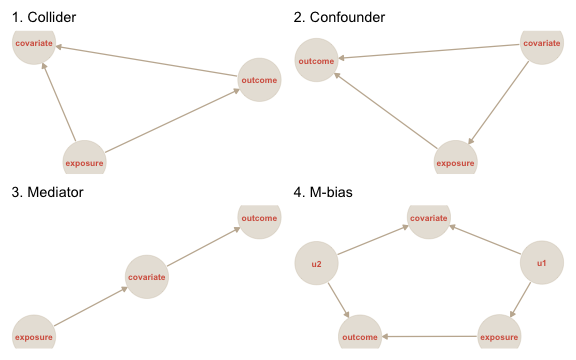 1. Collider
covariate
outcome
exposure
2. Confounder
covariate
outcome
exposure
3. Mediator
outcome
covariate
exposure
4. M-bias
covariate
u2
u1
outcome
exposure